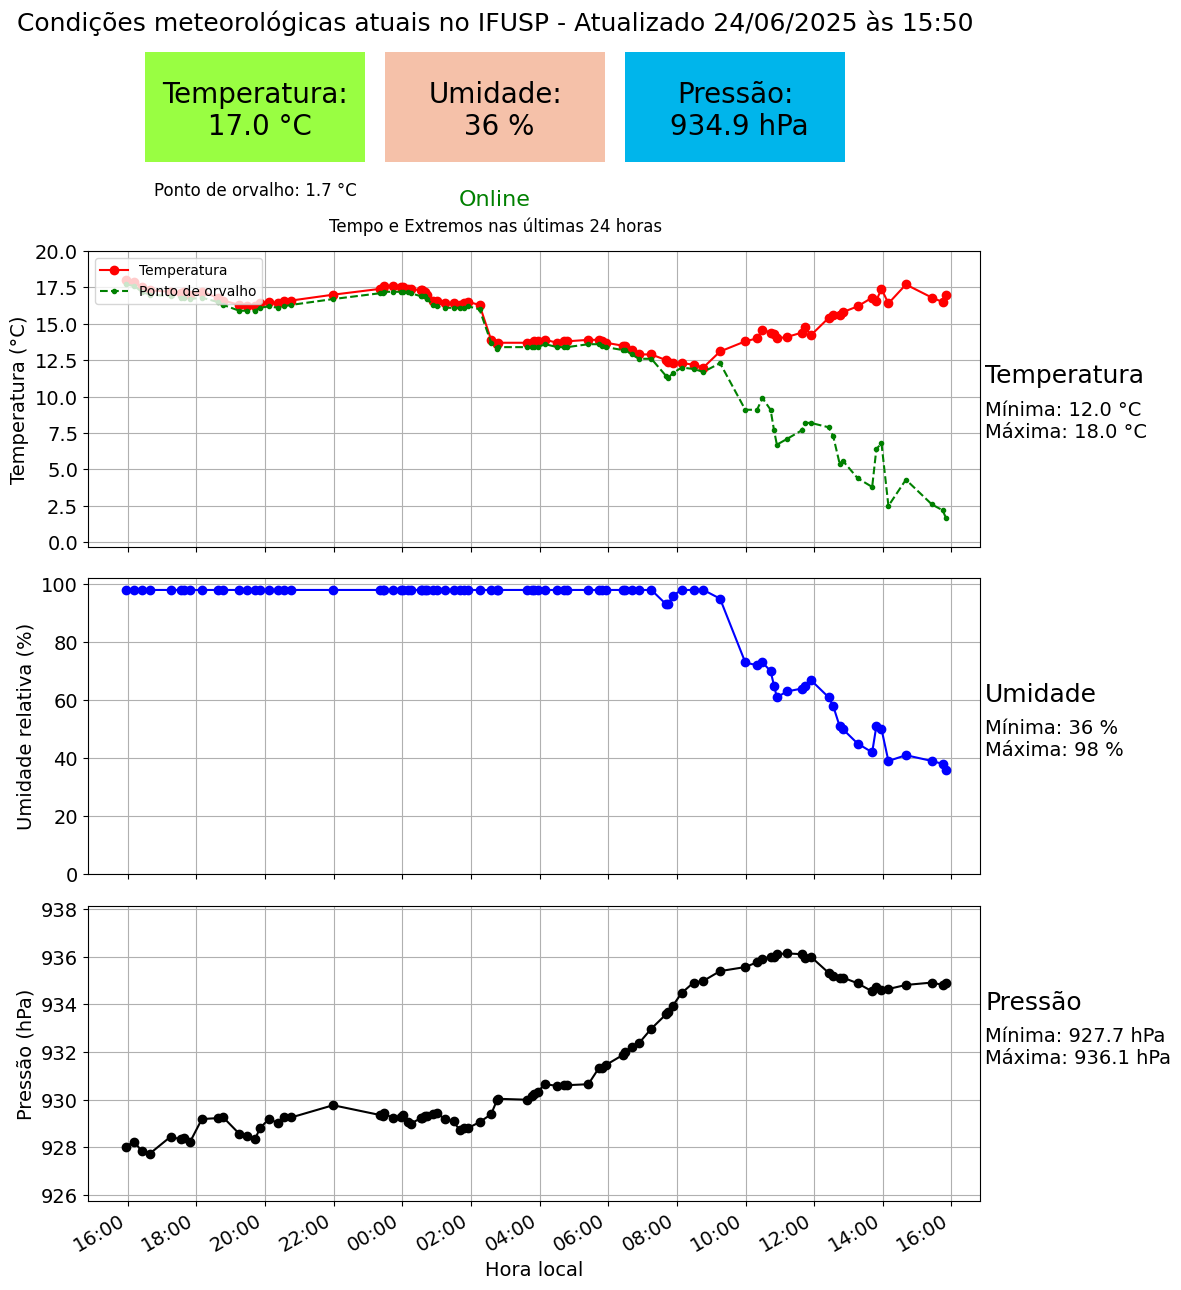 Condições meteorológicas atuais no IFUSP - Atualizado 24/06/2025 às 15:50
Temperatura:
17.0 °C
Umidade:
36 %
Pressão:
934.9 hPa
Ponto de orvalho: 1.7 °C
Online
Tempo e Extremos nas últimas 24 horas
Temperatura
Ponto de orvalho
Temperatura (°C)
20.0
17.5
15.0
12.5
10.0
7.5
5.0
2.5
0.0
Temperatura
Mínima: 12.0 °C
Máxima: 18.0 °C
Umidade relativa (%)
100
80
60
40
20
0
Umidade
Mínima: 36 %
Máxima: 98 %
Pressão (hPa)
938
936
934
932
930
928
926
Pressão
Mínima: 927.7 hPa
Máxima: 936.1 hPa
16:00 18:00 20:00 22:00 00:00 02:00 04:00 06:00 08:00 10:00 12:00 14:00 16:00
Hora local